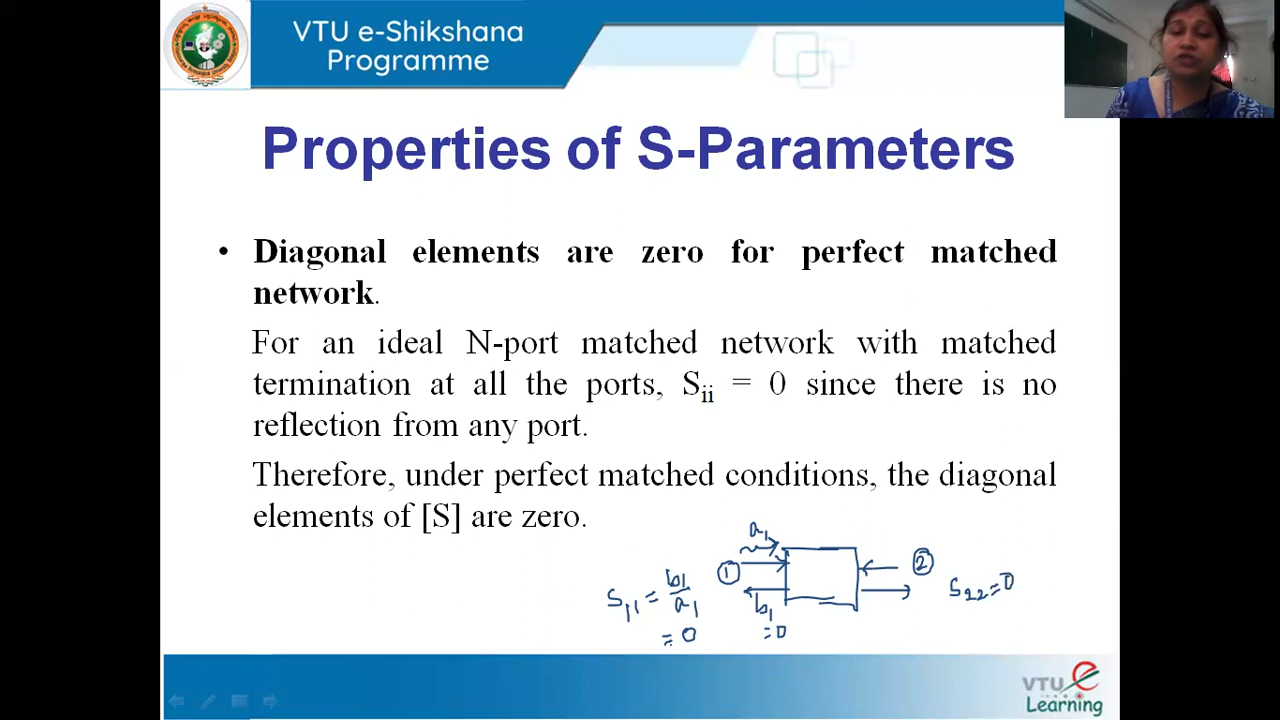 VTU e-Shikshana
Programme
Properties of S-Parameters
• Diagonal elements are zero for perfect matched
network.
For an ideal N-port matched network with matched
termination at all the ports, Sii = 0 since there is no
reflection from any port.
Therefore, under perfect matched conditions, the diagonal
elements of [S] are zero.
a1
1
2
S11 = b1/a1
= 0
b1
=0
S22=0
VTU e
Learning